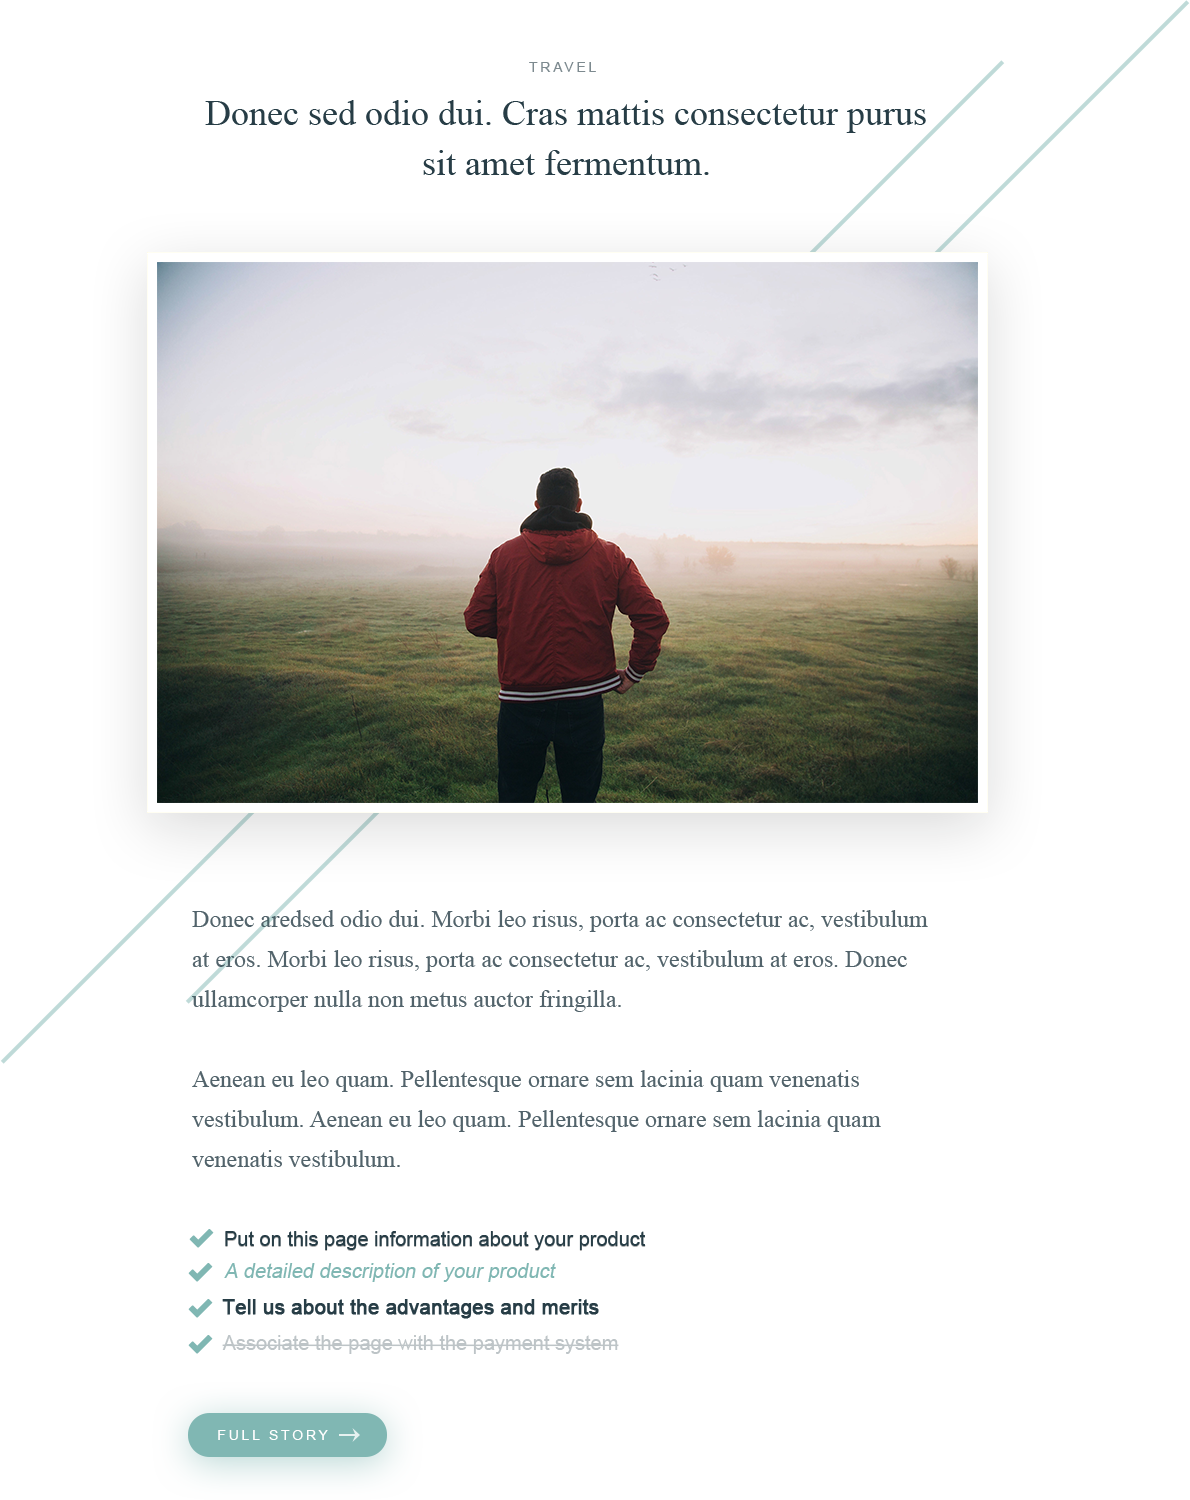 TRAVEL
Donec sed odio dui. Cras mattis consectetur purus
sit amet fermentum.
Donec aredsed odio dui. Morbi leo risus, porta ac consectetur ac, vestibulum
at eros. Morbi leo risus, porta ac consectetur ac, vestibulum at eros. Donec
ullamcorper nulla non metus auctor fringilla.
Aenean eu leo quam. Pellentesque ornare sem lacinia quam venenatis
vestibulum. Aenean eu leo quam. Pellentesque ornare sem lacinia quam
venenatis vestibulum.
Put on this page information about your product
A detailed description of your product
Tell us about the advantages and merits
Associate the page with the payment system
FULL STORY